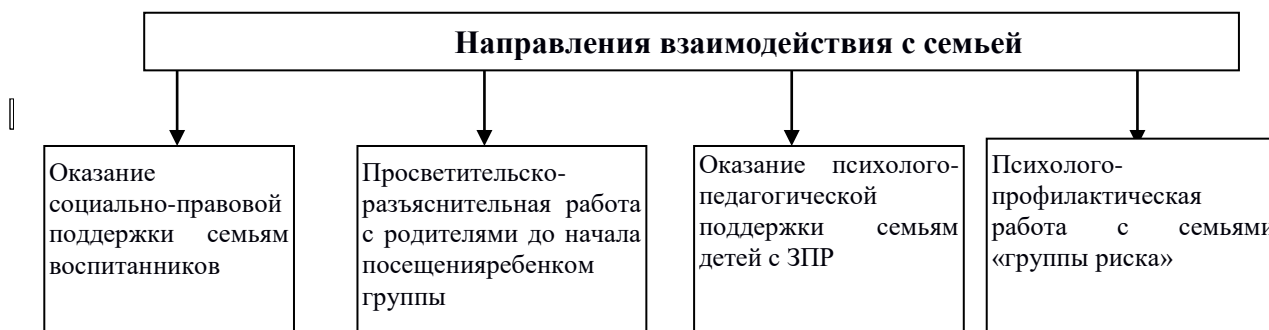 Направления взаимодействия с семьей
Оказание
социально-правовой
поддержки семьям
воспитанников
Просветительско-
разъяснительная работа
с родителями до начала
посещенияребенком
группы
Оказание психолого-
педагогической
поддержки семьям
детей с ЗПР
Психолого-
профилактическая
работа с семьями
«группы риска»